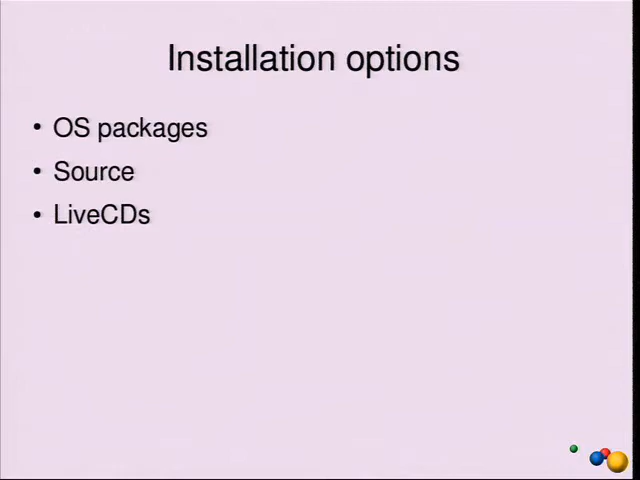 Installation options
• OS packages
• Source
• LiveCDs